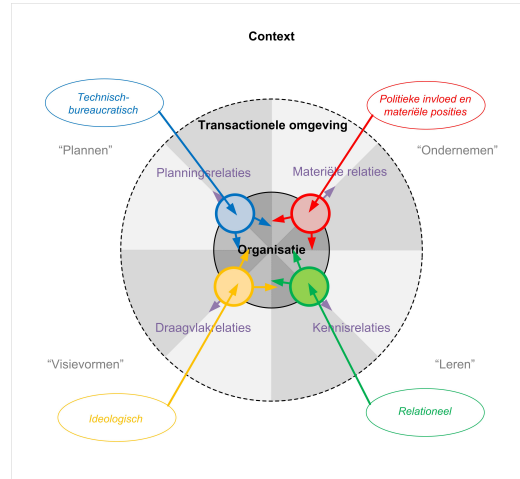 Context
Technisch-
bureaucratisch
Politieke invloed en
materiële posities
Transactionele omgeving
“Plannen”
“Ondernemen”
Planningsrelaties
Materiële relaties
Organisatie
Draagvlakrelaties
Kennisrelaties
“Visievormen”
“Leren”
Ideologisch
Relationeel